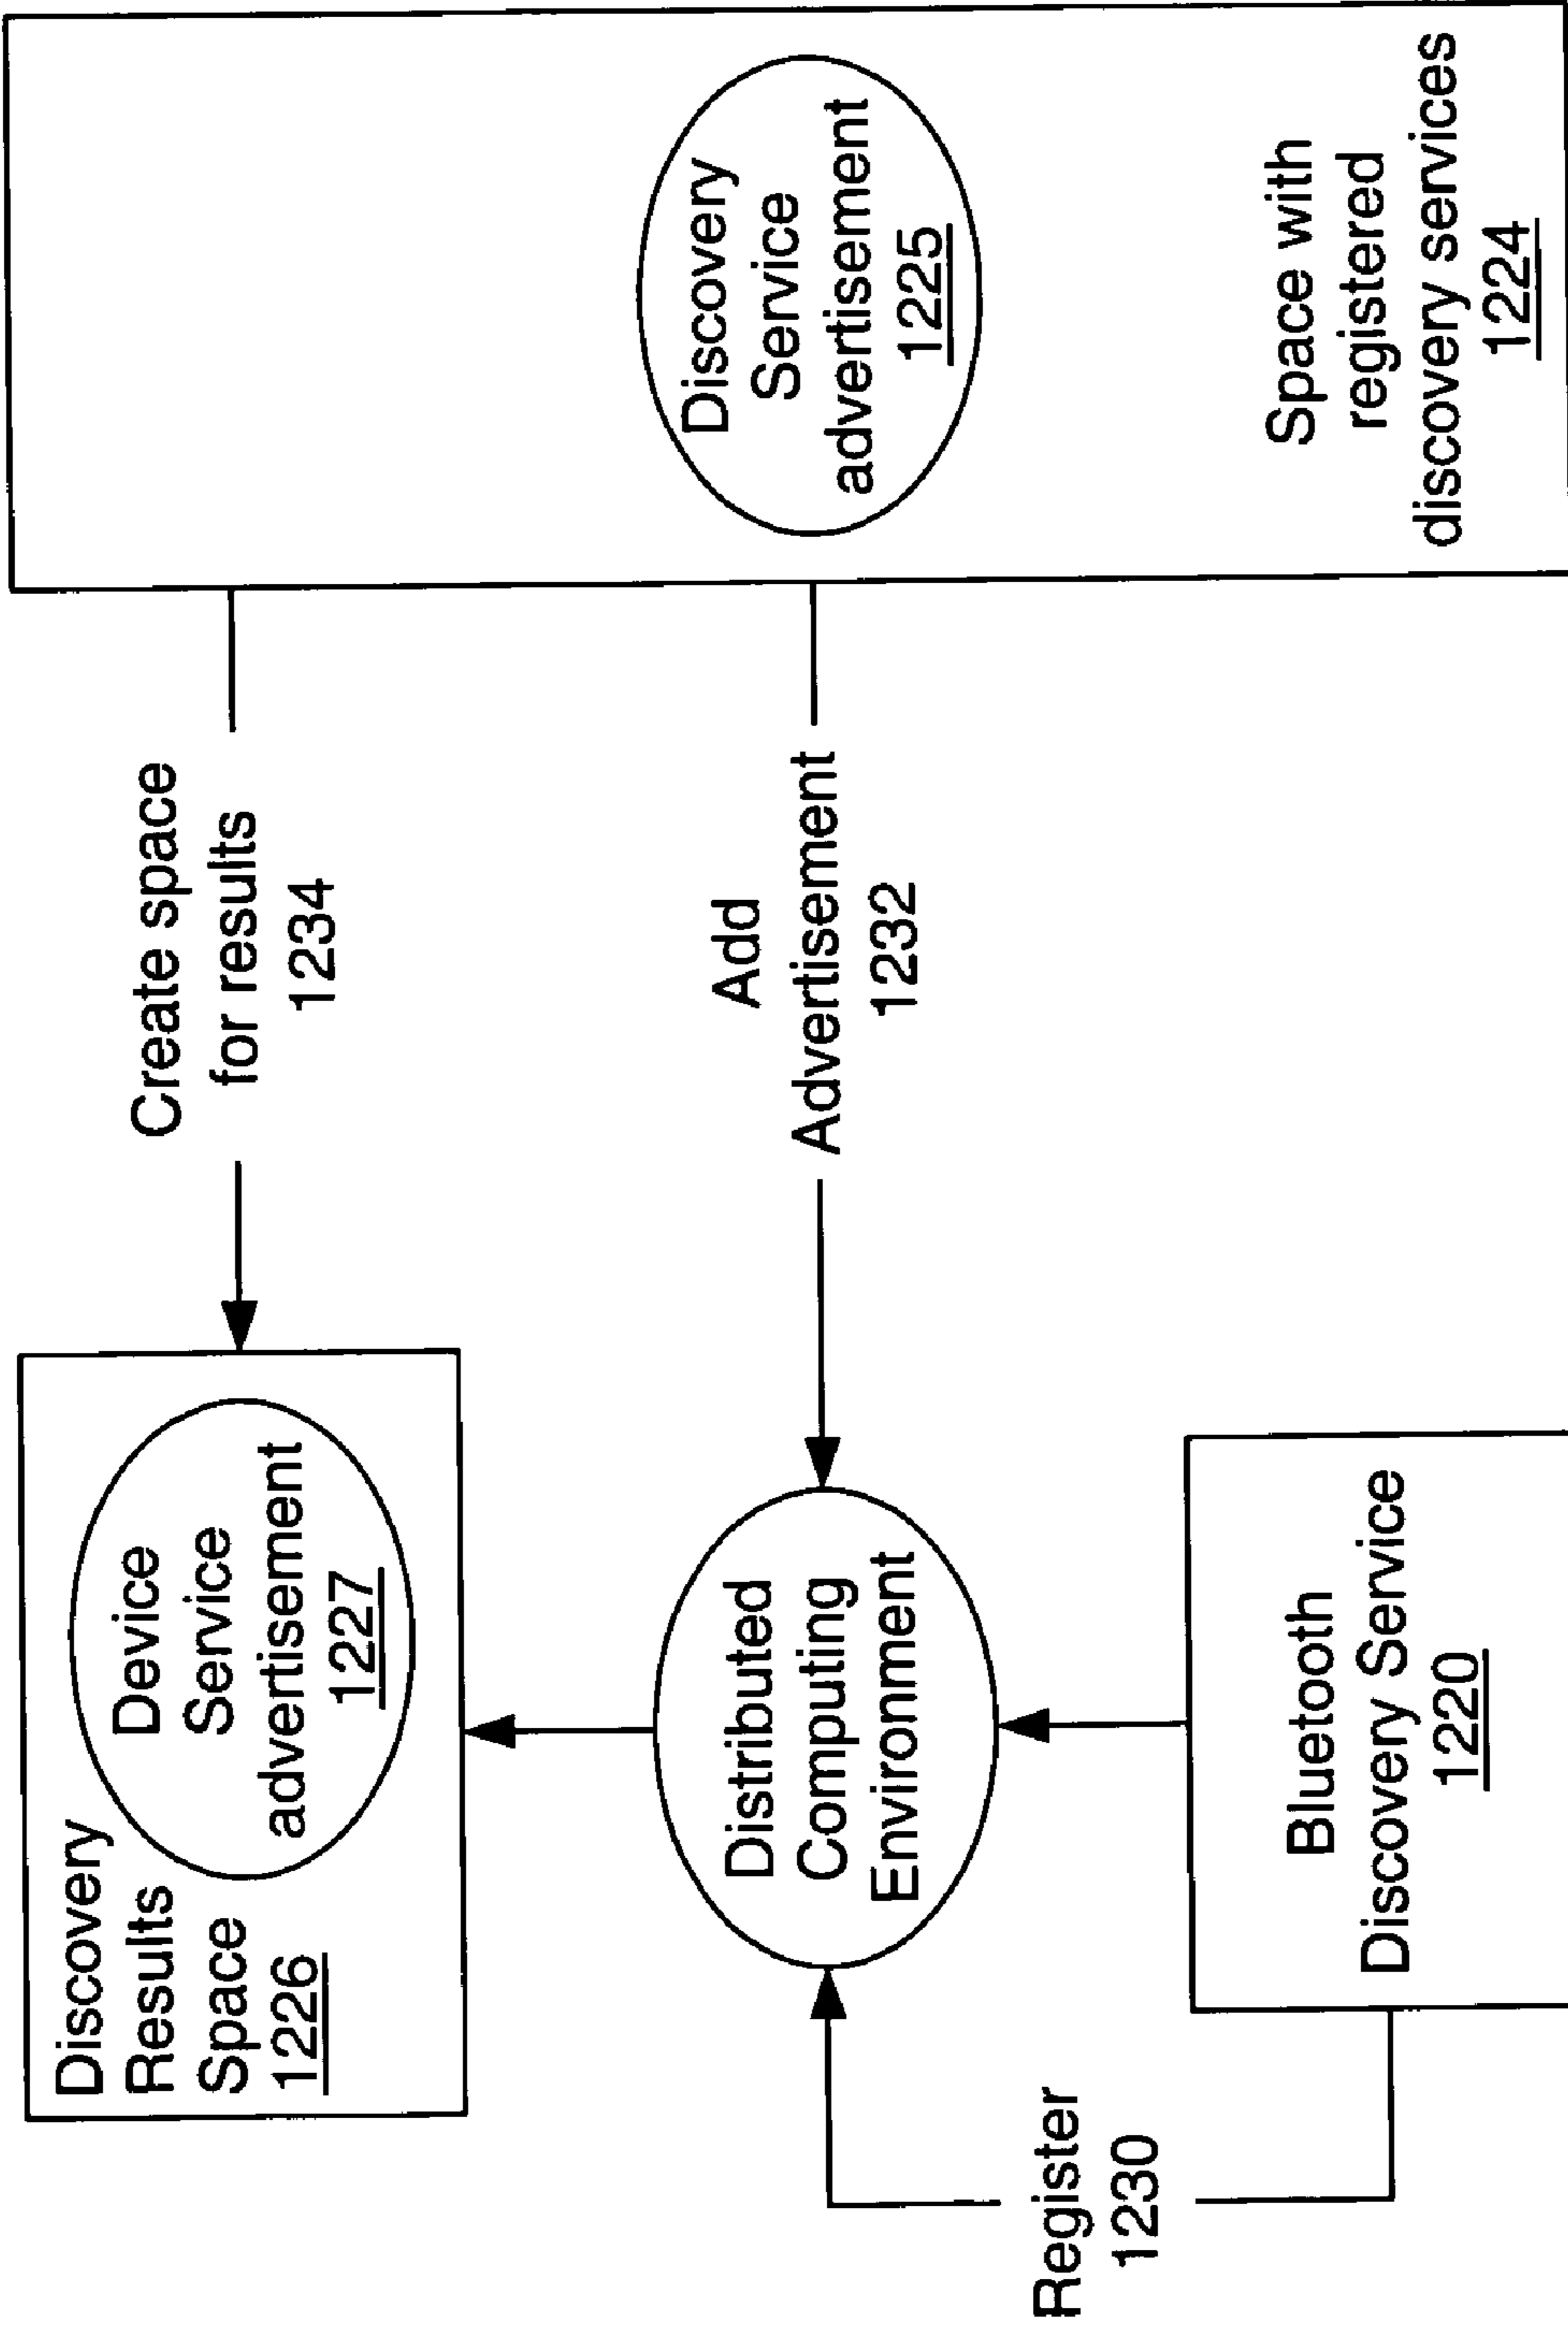 Discovery
Results
Space
1226
Device
Service
advertisement
1227
Create space
for results
1234
Distributed
Computing
Environment
Add
Advertisement
1232
Discovery
Service
advertisement
1225
Register
1230
Bluetooth
Discovery Service
1220
Space with
registered
discovery services
1224